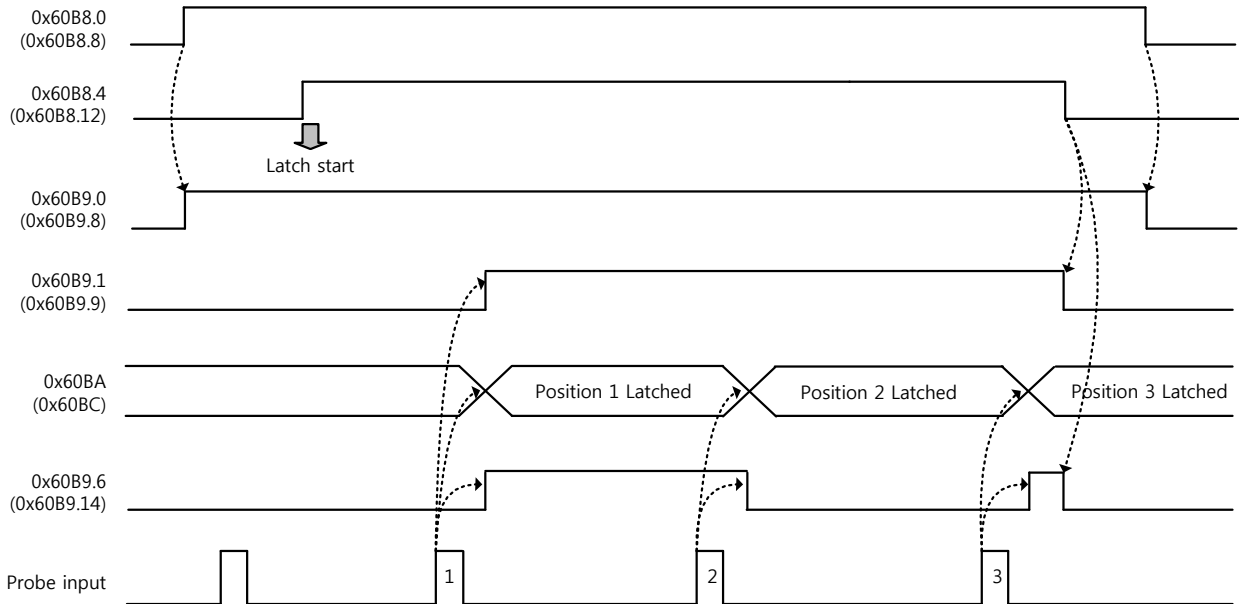 0x60B8.0
(0x60B8.8)
0x60B8.4
(0x60B8.12)
Latch start
0x60B9.0
(0x60B9.8)
0x60B9.1
(0x60B9.9)
0x60BA
(0x60BC)
Position 1 Latched
Position 2 Latched
Position 3 Latched
0x60B9.6
(0x60B9.14)
Probe input
1
2
3